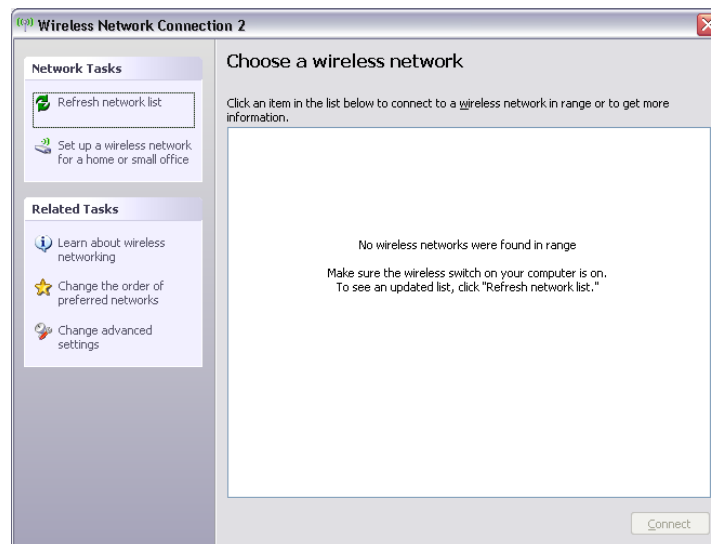 Wireless Network Connection 2
Network Tasks
Refresh network list
Set up a wireless network
for a home or small office
Related Tasks
Learn about wireless
networking
Change the order of
preferred networks
Change advanced
settings
Choose a wireless network
Click an item in the list below to connect to a wireless network in range or to get more
information.
No wireless networks were found in range
Make sure the wireless switch on your computer is on.
To see an updated list, click "Refresh network list."
Connect